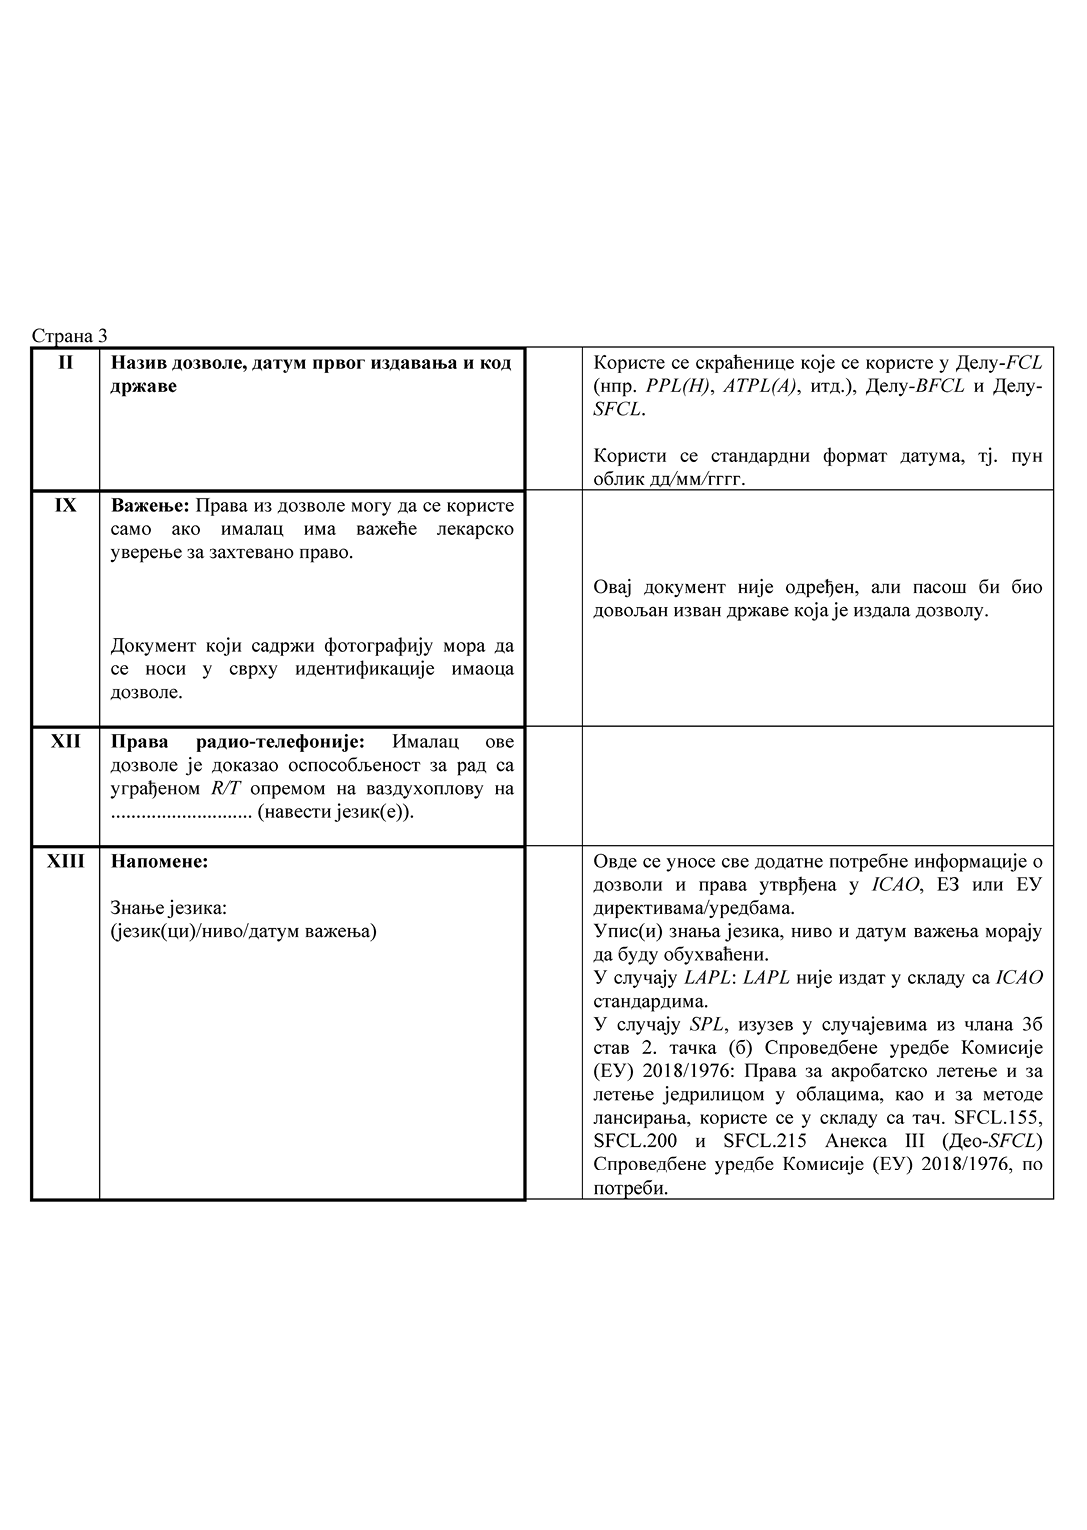 Страна 3
II
Назив дозволе, датум првог издавања и код
државе
Користе се скраћенице које се користе у Делу-FCL
(нпр. PPL(H), ATPL(A), итд.), Делу-BFCL и Делу-
SFCL.
Користи се стандардни формат датума, тј. пун
облик дд/мм/гггг.
IX
Важење: Права из дозволе могу да се користе
само ако ималац има важеће лекарско
уверење за захтевано право.
Документ који садржи фотографију мора да
се носи у сврху идентификације имаоца
дозволе.
Овај документ није одређен, али пасош би био
довољан изван државе која је издала дозволу.
XII
Права радио-телефоније: Ималац ове
дозволе је доказао оспособљеност за рад са
уграђеном R/T опремом на ваздухоплову на
............................ (навести језик(е)).
XIII
Напомене:
Знање језика:
(језик(ци)/ниво/датум важења)
Овде се уносе све додатне потребне информације о
дозволи и права утврђена у ICAO, ЕЗ или ЕУ
директивама/уредбама.
Упис(и) знања језика, ниво и датум важења морају
да буду обухваћени.
У случају LAPL: LAPL није издат у складу са ICAO
стандардима.
У случају SPL, изузев у случајевима из члана 3б
став 2. тачка (б) Спроведбене уредбе Комисије
(ЕУ) 2018/1976: Права за акробатско летење и за
летење једрилицом у облацима, као и за методе
лансирања, користе се у складу са тач. SFCL.155,
SFCL.200 и SFCL.215 Анекса III (Део-SFCL)
Спроведбене уредбе Комисије (ЕУ) 2018/1976, по
потреби.